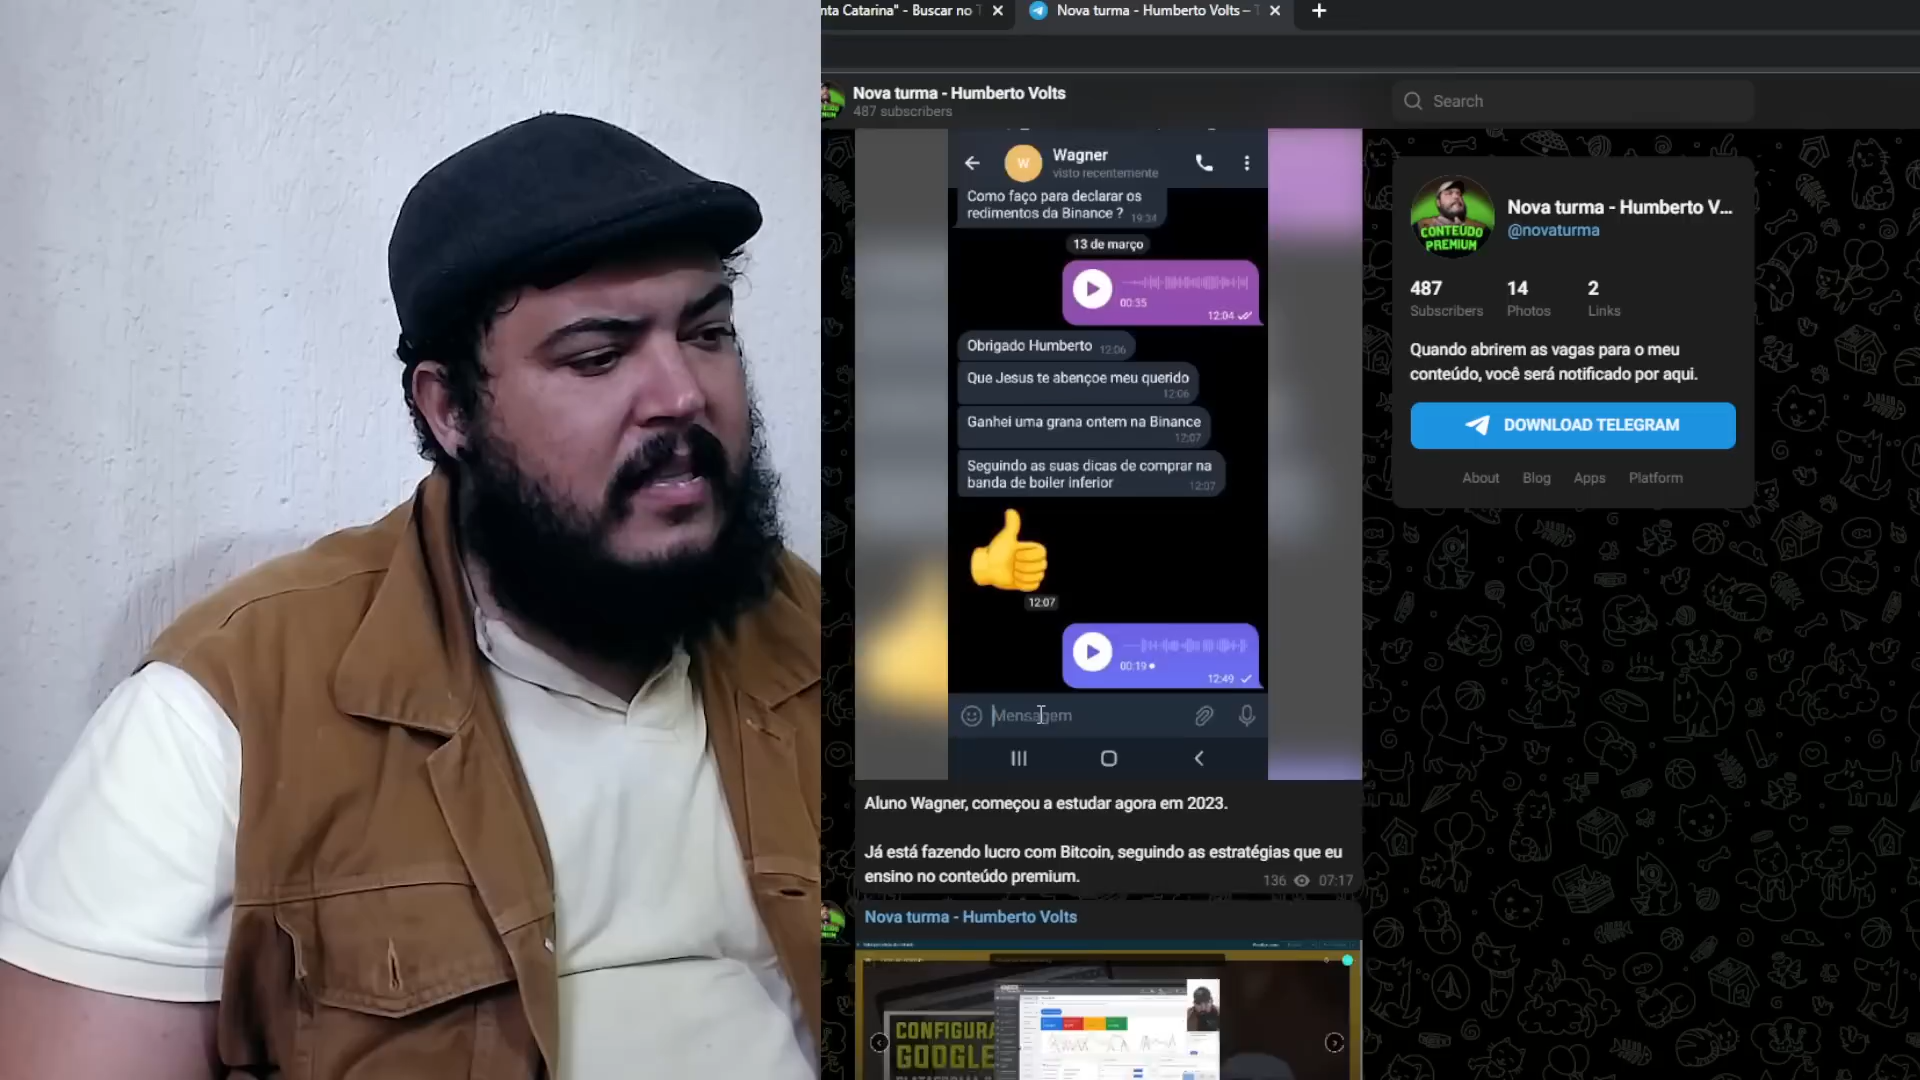 nta Catarina" - Buscar no T
Nova turma - Humberto Volts – T
Nova turma - Humberto Volts
487 subscribers
Search
W
Wagner
visto recentemente
Como faço para declarar os
redimentos da Binance ? 19:34
13 de março
00:35
12:04
Obrigado Humberto 12:06
Que Jesus te abençoe meu querido
12:06
Ganhei uma grana ontem na Binance
12:07
Seguindo as suas dicas de comprar na
banda de boiler inferior 12:07
12:07
00:19
12:49
Mensagem
Aluno Wagner, começou a estudar agora em 2023.
Já está fazendo lucro com Bitcoin, seguindo as estratégias que eu
ensino no conteúdo premium. 136 07:17
Nova turma - Humberto Volts
CONFIGURA
GOOGLE
CONTEÚDO
PREMIUM
Nova turma - Humberto V...
@novaturma
487 14 2
Subscribers Photos Links
Quando abrirem as vagas para o meu
conteúdo, você será notificado por aqui.
DOWNLOAD TELEGRAM
About Blog Apps Platform